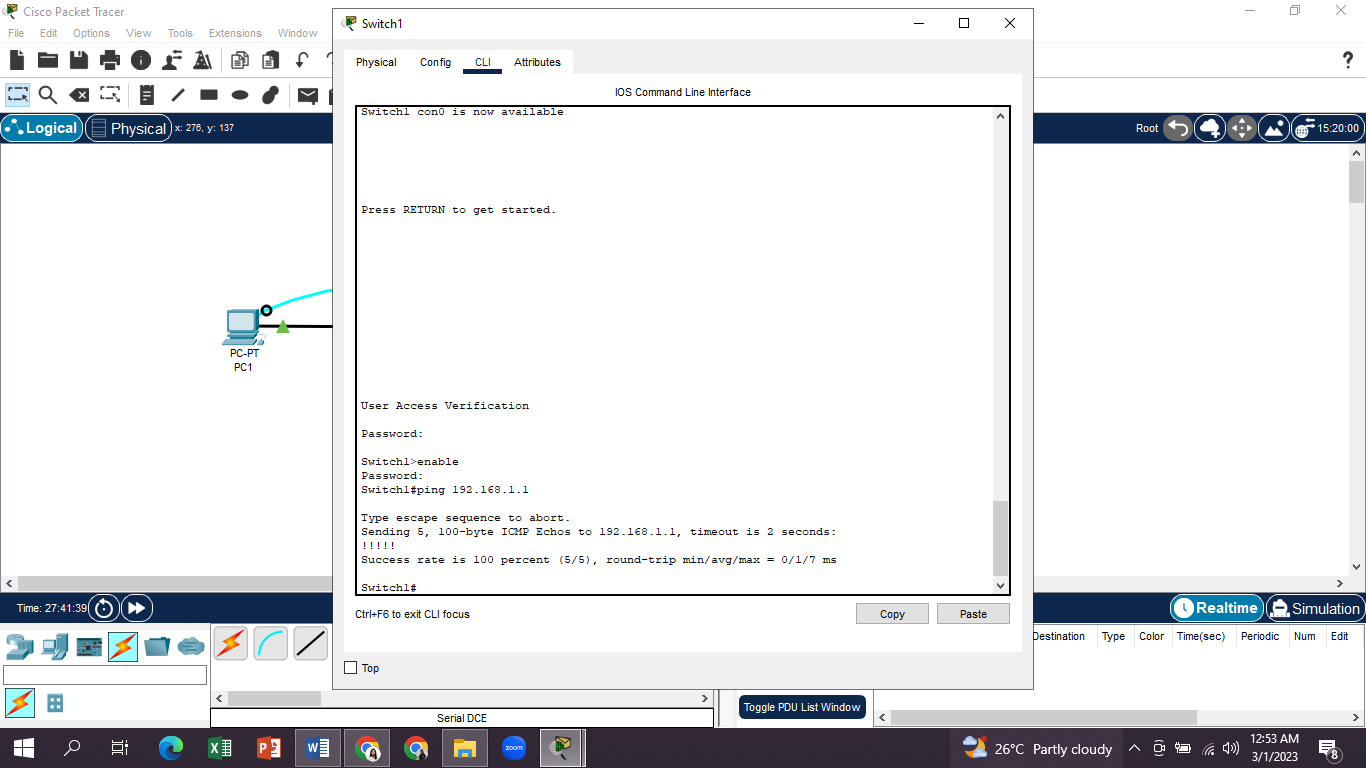 Cisco Packet Tracer
File Edit Options View Tools Extensions Window
Logical
Physical
x: 276, y: 137
Root
15:20:00
PC-PT
PC1
Switch1
Physical Config CLI Attributes
IOS Command Line Interface
Switch1 con0 is now available
Press RETURN to get started.
User Access Verification
Password:
Switch1>enable
Password:
Switch1#ping 192.168.1.1
Type escape sequence to abort.
Sending 5, 100-byte ICMP Echos to 192.168.1.1, timeout is 2 seconds:
!!!!!
Success rate is 100 percent (5/5), round-trip min/avg/max = 0/1/7 ms
Switch1#
Ctrl+F6 to exit CLI focus
Copy
Paste
Top
Time: 27:41:39
Realtime
Simulation
Destination Type Color Time(sec) Periodic Num Edit
Toggle PDU List Window
Serial DCE
zoom
26°C Partly cloudy
12:53 AM
3/1/2023
8